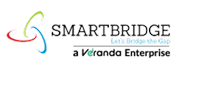 SMARTBRIDGE
Let's Bridge the Gap
a Veranda Enterprise